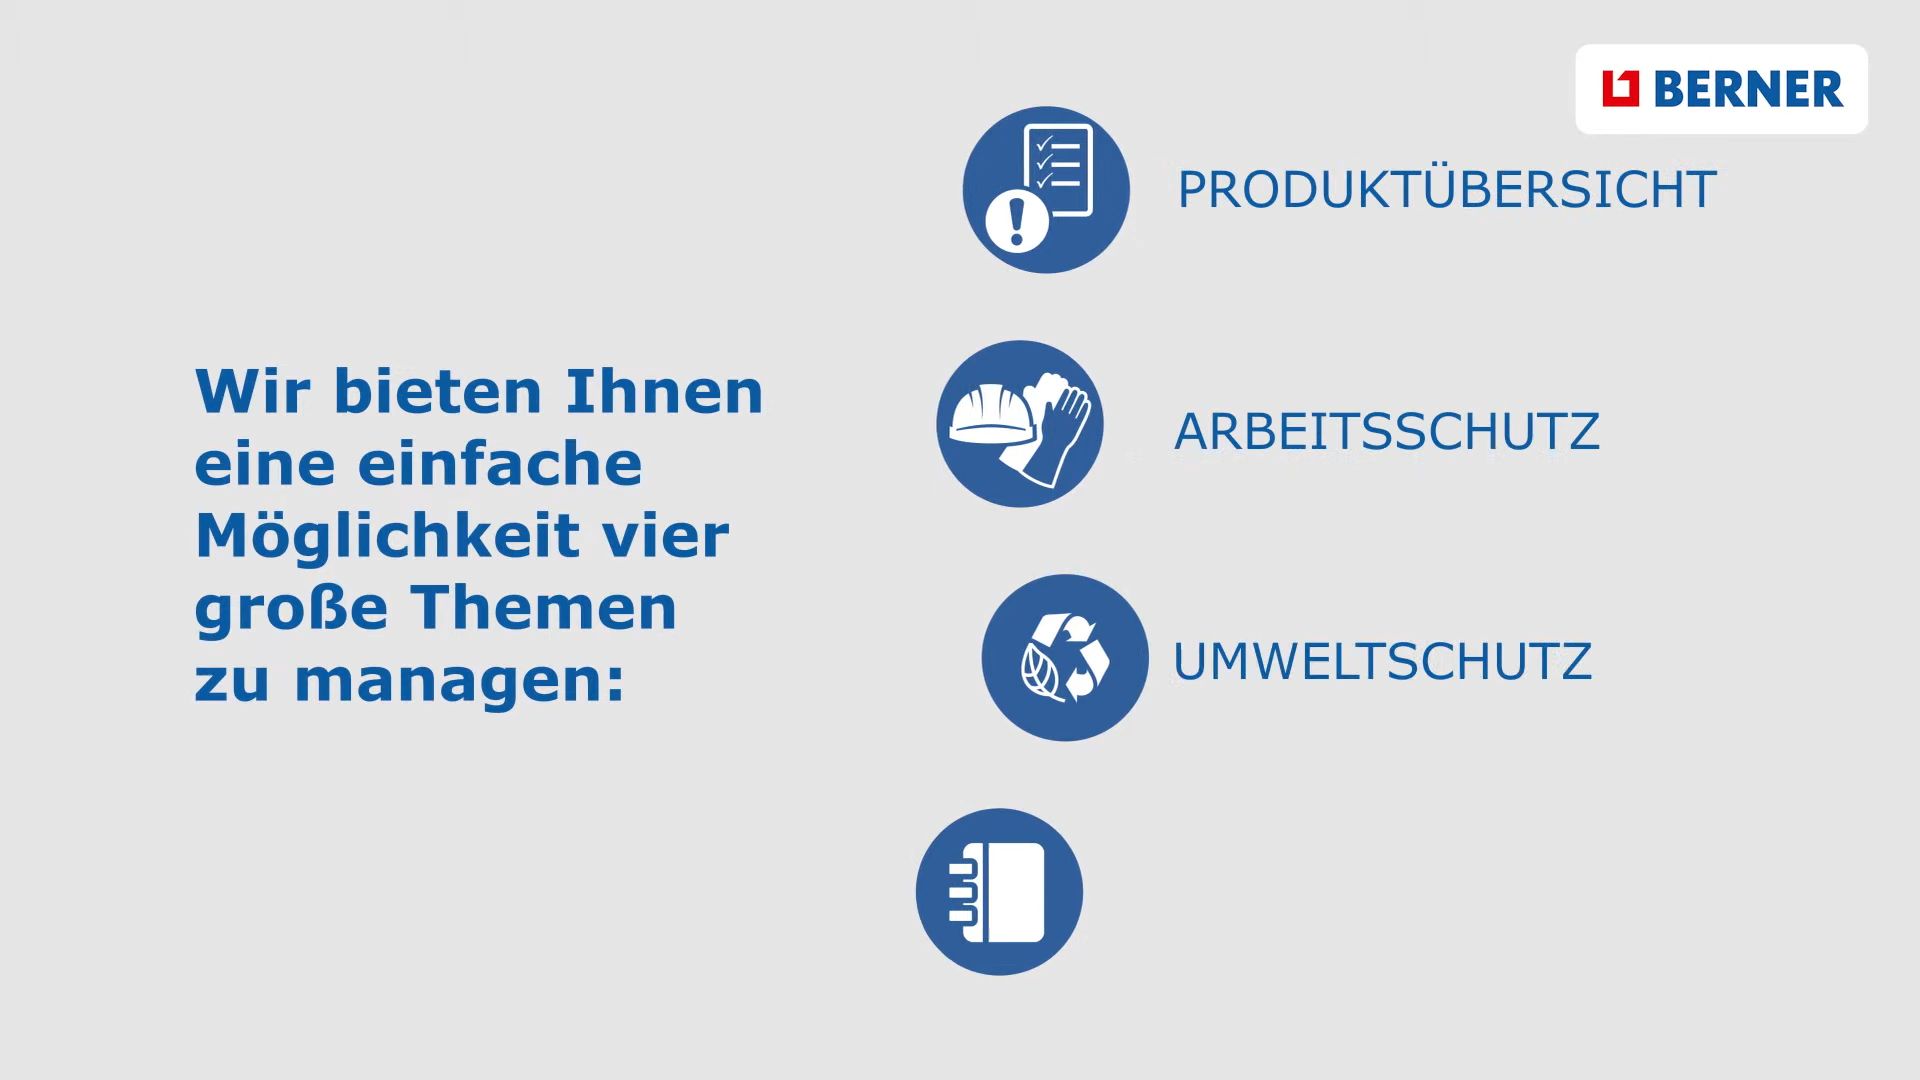 BERNER
PRODUKTÜBERSICHT
Wir bieten Ihnen
eine einfache
Möglichkeit vier
große Themen
zu managen:
ARBEITSSCHUTZ
UMWELTSCHUTZ